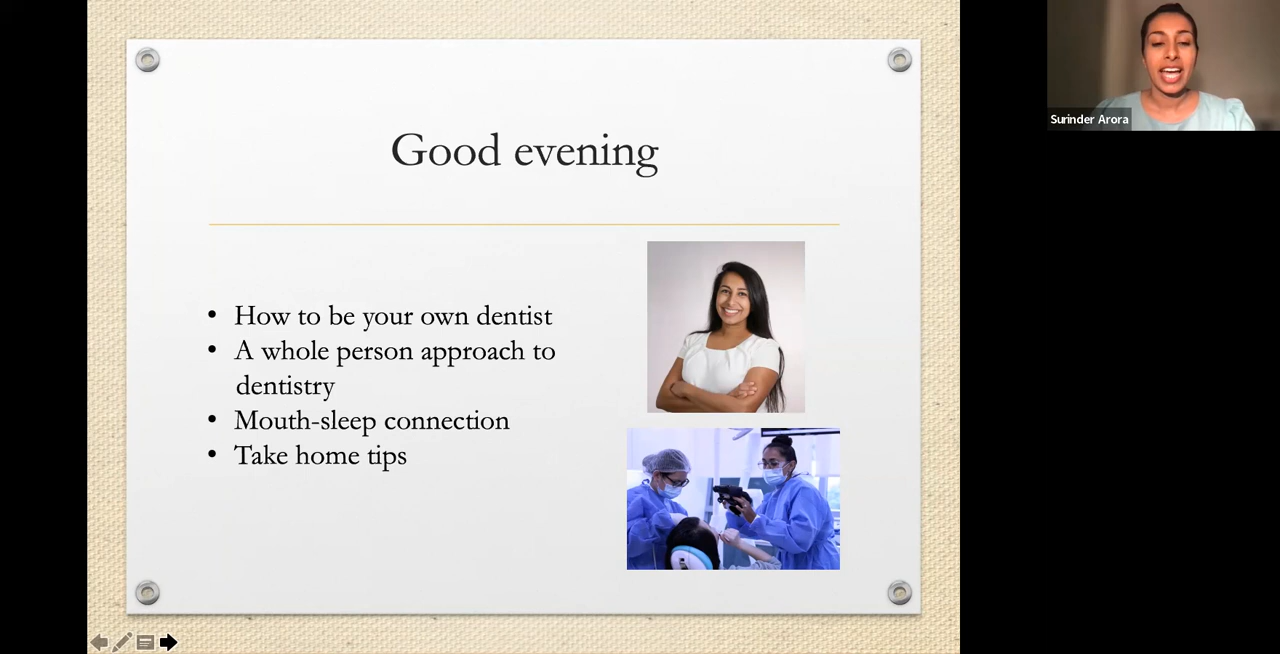 Good evening
• How to be your own dentist
• A whole person approach to
dentistry
• Mouth-sleep connection
• Take home tips
Surinder Arora